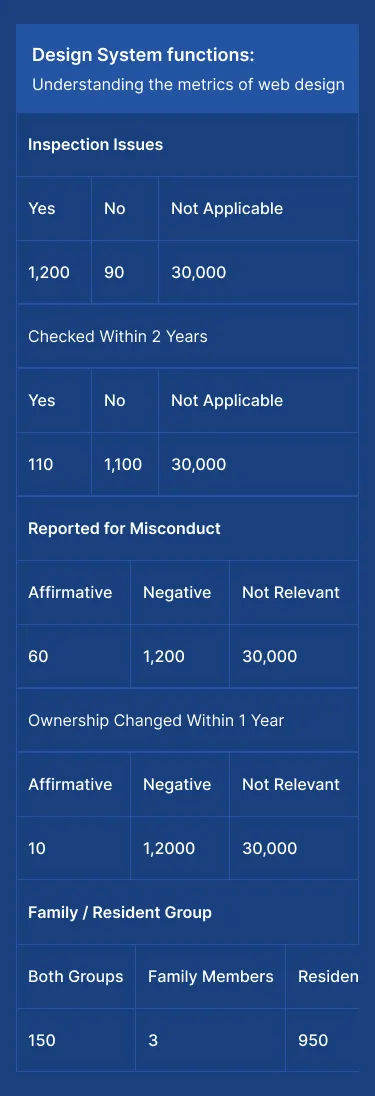 Design System functions:
Understanding the metrics of web design
Inspection Issues
Yes No Not Applicable
1,200 90 30,000
Checked Within 2 Years
Yes No Not Applicable
110 1,100 30,000
Reported for Misconduct
Affirmative Negative Not Relevant
60 1,200 30,000
Ownership Changed Within 1 Year
Affirmative Negative Not Relevant
10 1,2000 30,000
Family / Resident Group
Both Groups Family Members Residen
150 3 950